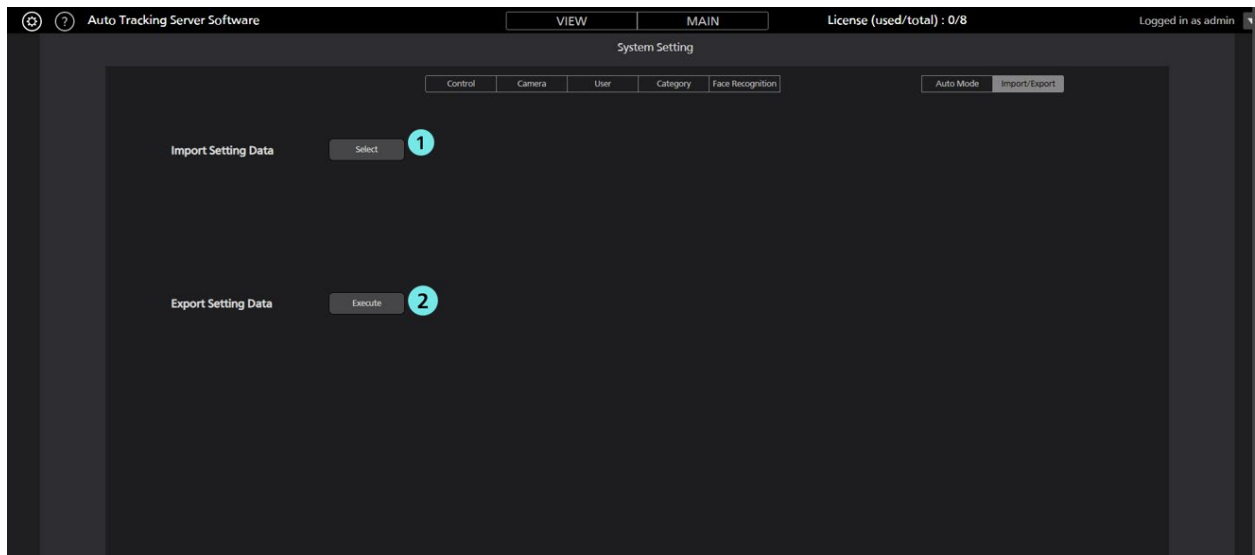 ? Auto Tracking Server Software VIEW MAIN License (used/total) : 0/8 Logged in as admin
System Setting
Control Camera User Category Face Recognition Auto Mode Import/Export
Import Setting Data Select 1
Export Setting Data Execute 2